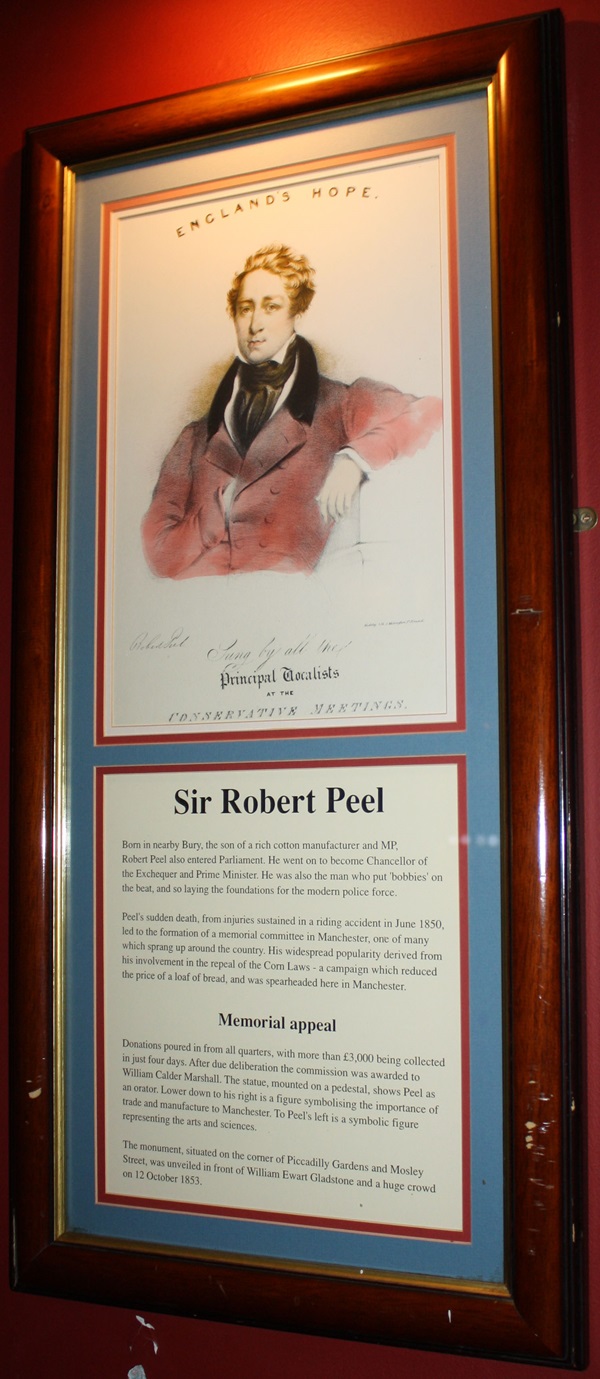 ENGLAND'S HOPE.
Robert Peel
Sung by all the
Principal Vocalists
AT THE
CONSERVATIVE MEETINGS.
Sir Robert Peel
Born in nearby Bury, the son of a rich cotton manufacturer and MP,
Robert Peel also entered Parliament. He went on to become Chancellor of
the Exchequer and Prime Minister. He was also the man who put 'bobbies' on
the beat, and so laying the foundations for the modern police force.
Peel's sudden death, from injuries sustained in a riding accident in June 1850,
led to the formation of a memorial committee in Manchester, one of many
which sprang up around the country. His widespread popularity derived from
his involvement in the repeal of the Corn Laws - a campaign which reduced
the price of a loaf of bread, and was spearheaded here in Manchester.
Memorial appeal
Donations poured in from all quarters, with more than £3,000 being collected
in just four days. After due deliberation the commission was awarded to
William Calder Marshall. The statue, mounted on a pedestal, shows Peel as
an orator. Lower down to his right is a figure symbolising the importance of
trade and manufacture to Manchester. To Peel's left is a symbolic figure
representing the arts and sciences.
The monument, situated on the corner of Piccadilly Gardens and Mosley
Street, was unveiled in front of William Ewart Gladstone and a huge crowd
on 12 October 1853.